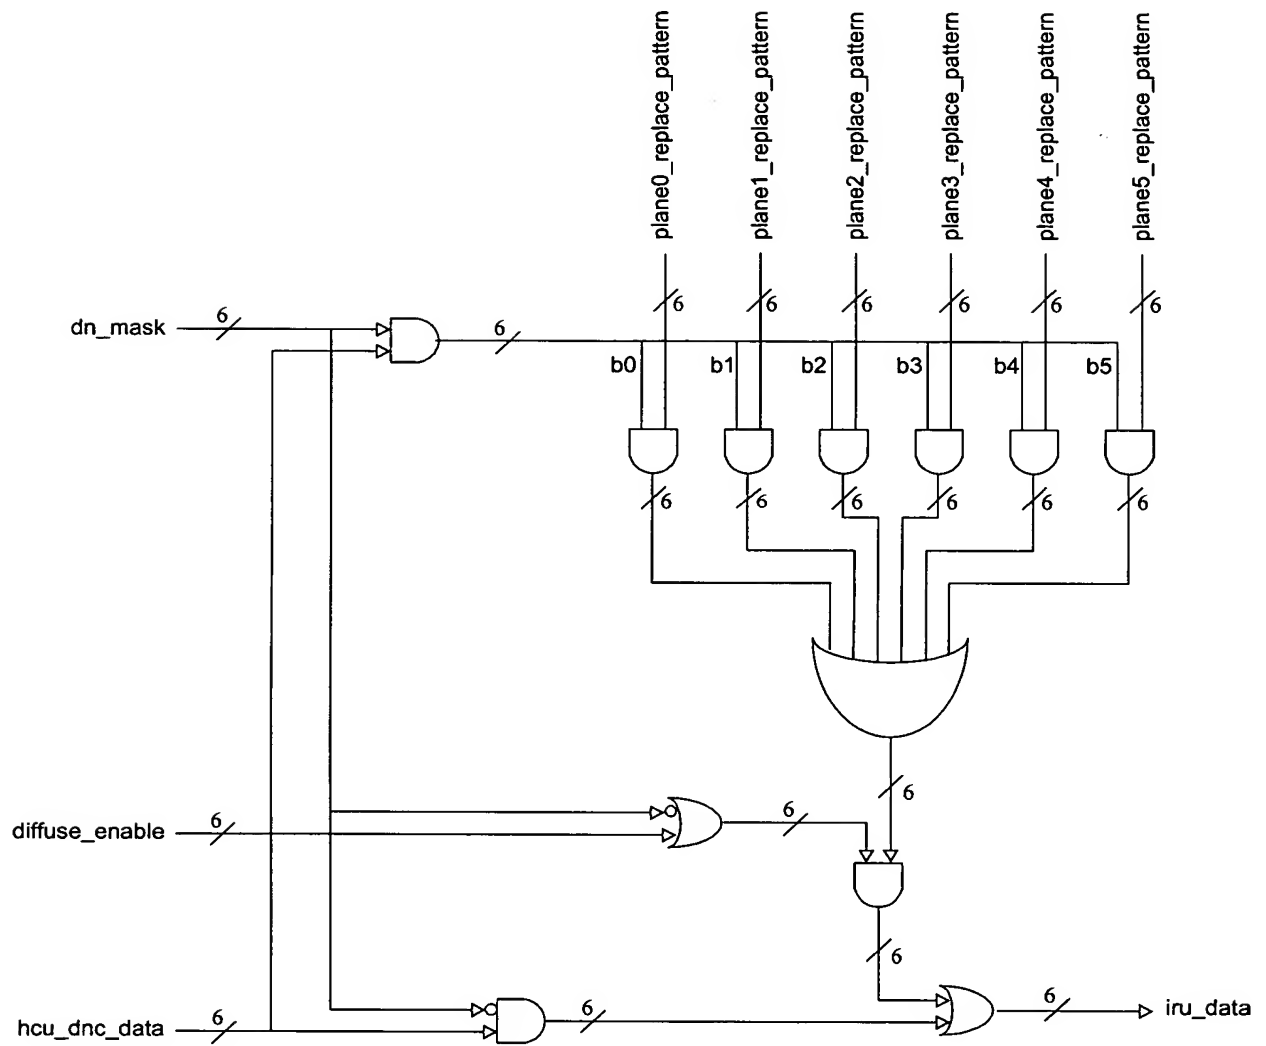 plane0_replace_pattern
plane1_replace_pattern
plane2_replace_pattern
plane3_replace_pattern
plane4_replace_pattern
plane5_replace_pattern
6
6
6
6
6
6
dn_mask
6
6
b0
b1
b2
b3
b4
b5
6
6
6
6
6
6
6
diffuse_enable
6
6
6
hcu_dnc_data
6
6
6
iru_data